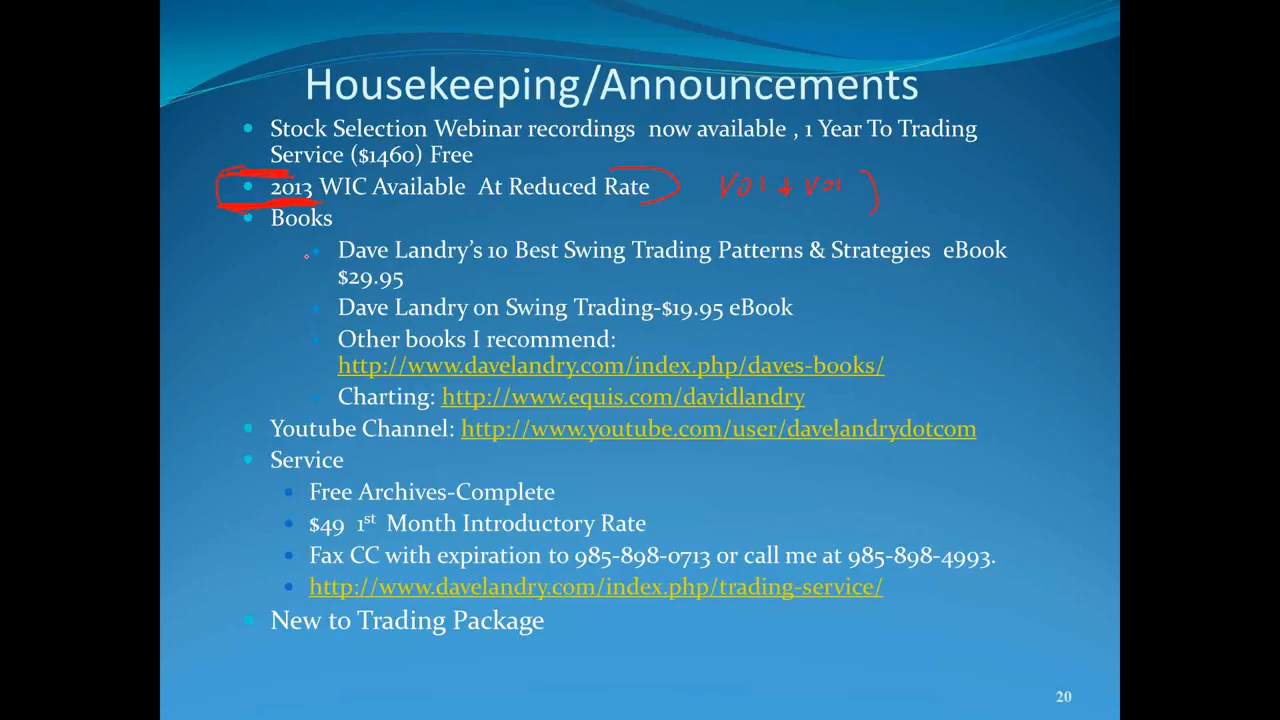 Housekeeping/Announcements
Stock Selection Webinar recordings now available , 1 Year To Trading
Service ($1460) Free
2013 WIC Available At Reduced Rate
Books
Dave Landry's 10 Best Swing Trading Patterns & Strategies eBook
$29.95
Dave Landry on Swing Trading-$19.95 eBook
Other books I recommend:
http://www.davelandry.com/index.php/daves-books/
Charting: http://www.equis.com/davidlandry
Youtube Channel: http://www.youtube.com/user/davelandrydotcom
Service
Free Archives-Complete
$49 1st Month Introductory Rate
Fax CC with expiration to 985-898-0713 or call me at 985-898-4993.
http://www.davelandry.com/index.php/trading-service/
New to Trading Package
20